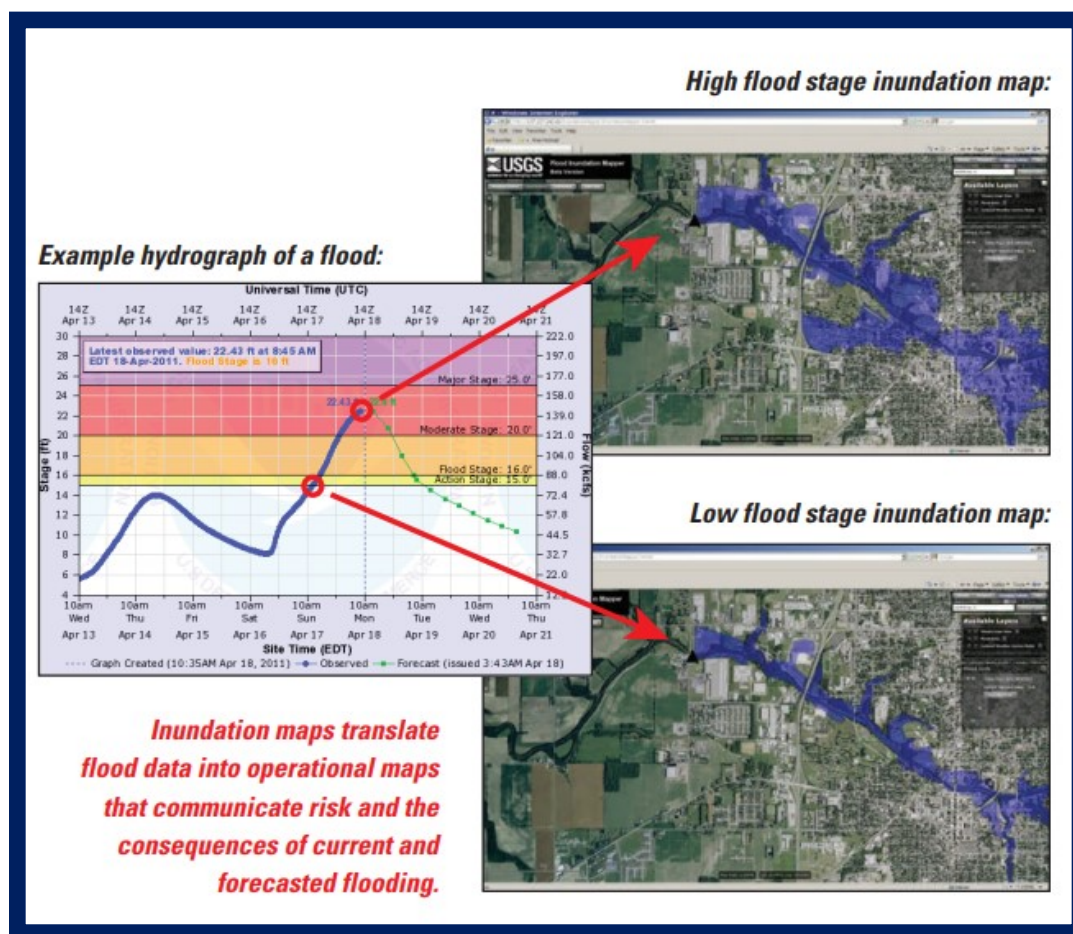 High flood stage inundation map:
USGS
Flood Inundation Mapper
Beta Version
Available Layers
Example hydrograph of a flood:
Universal Time (UTC)
14Z 14Z 14Z 14Z 14Z 14Z 14Z 14Z 14Z
Apr 13 Apr 14 Apr 15 Apr 16 Apr 17 Apr 18 Apr 19 Apr 20 Apr 21
30 222.0
28 197.0
26 177.0
24 158.0
22 139.0
20 121.0
18 104.0
16 88.0
14 72.4
12 57.8
10 44.5
8 32.7
6 22.0
4
Latest observed value: 22.43 ft at 8:45 AM
EDT 18-Apr-2011. Flood Stage is 16 ft
Major Stage: 25.0'
22.43
Moderate Stage: 20.0'
Flood Stage: 16.0'
Action Stage: 15.0'
Stage (ft)
Flow (kcfs)
10am 10am 10am 10am 10am 10am 10am 10am 10am
Wed Thu Fri Sat Sun Mon Tue Wed Thu
Apr 13 Apr 14 Apr 15 Apr 16 Apr 17 Apr 18 Apr 19 Apr 20 Apr 21
Site Time (EDT)
Graph Created (10:35AM Apr 18, 2011) Observed Forecast (issued 3:43AM Apr 18)
Low flood stage inundation map:
Mapper
Available Layers
Inundation maps translate
flood data into operational maps
that communicate risk and the
consequences of current and
forecasted flooding.